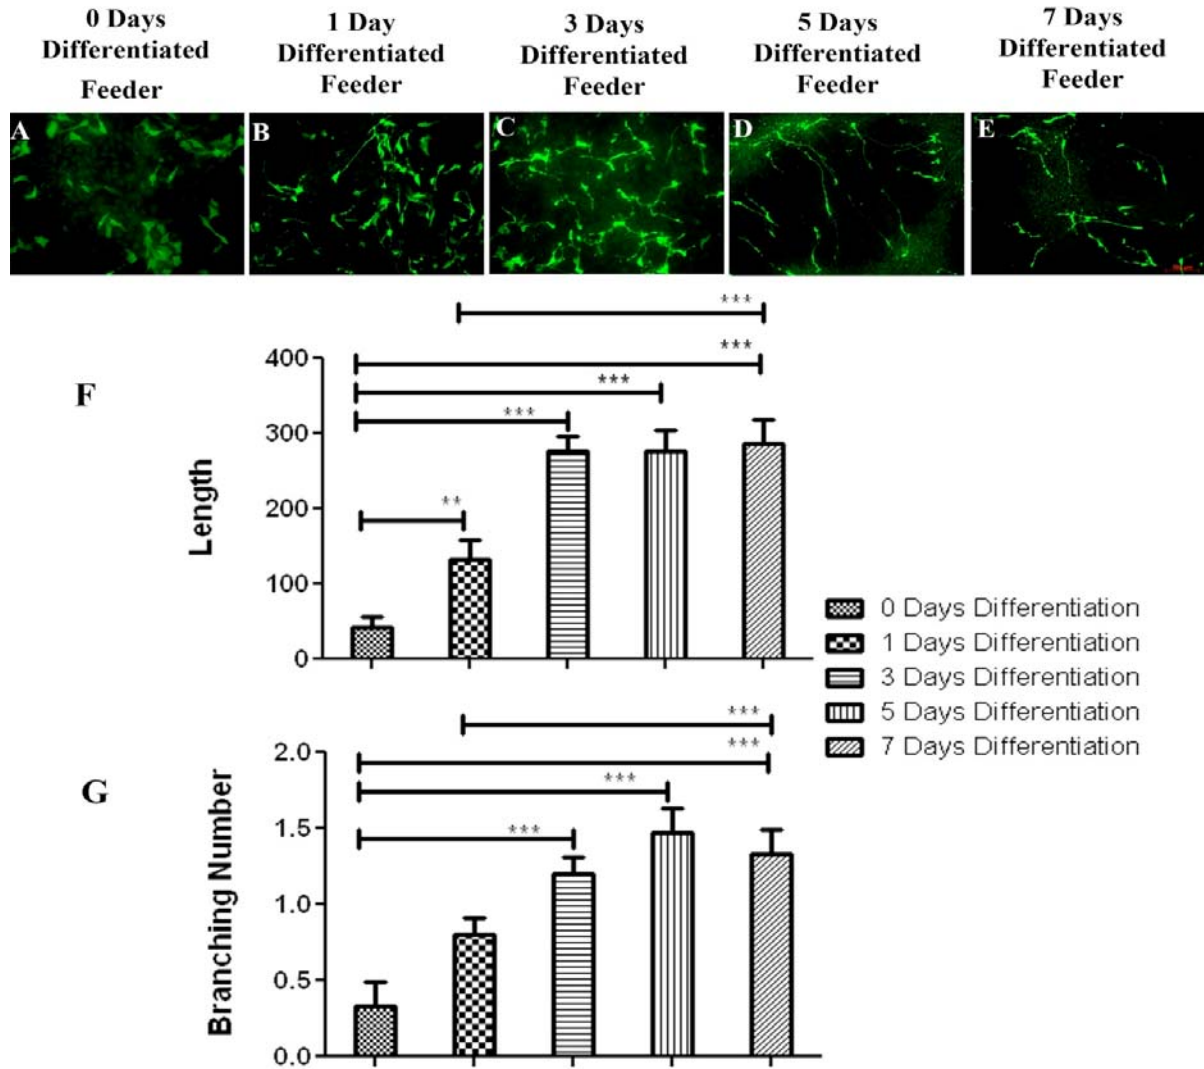 0 Days
Differentiated
Feeder
1 Day
Differentiated
Feeder
3 Days
Differentiated
Feeder
5 Days
Differentiated
Feeder
7 Days
Differentiated
Feeder
A
B
C
D
E
F
Length
400
300
200
100
0
***
***
***
***
**
0 Days Differentiation
1 Days Differentiation
3 Days Differentiation
5 Days Differentiation
7 Days Differentiation
G
Branching Number
2.0
1.5
1.0
0.5
0.0
***
***
***
***